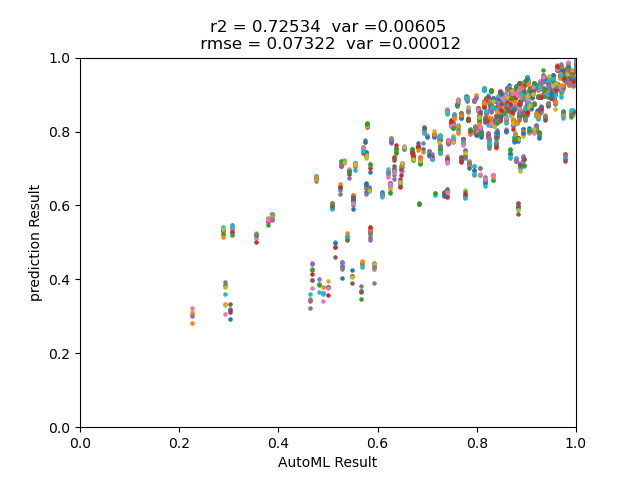 r2 = 0.72534  var =0.00605
rmse = 0.07322  var =0.00012
1.0
0.8
0.6
0.4
0.2
0.0
prediction Result
0.0 0.2 0.4 0.6 0.8 1.0
AutoML Result